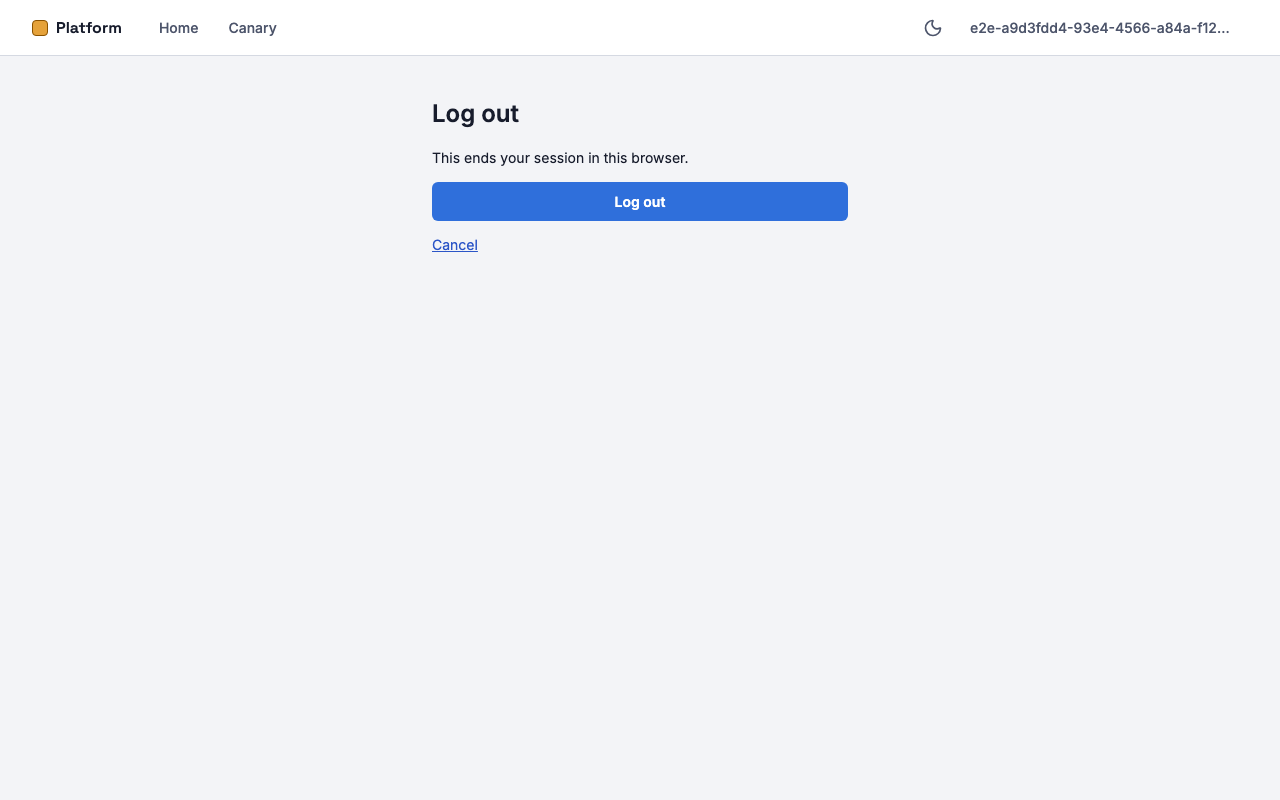 Platform Home Canary e2e-a9d3fdd4-93e4-4566-a84a-f12...
Log out
This ends your session in this browser.
Log out
Cancel